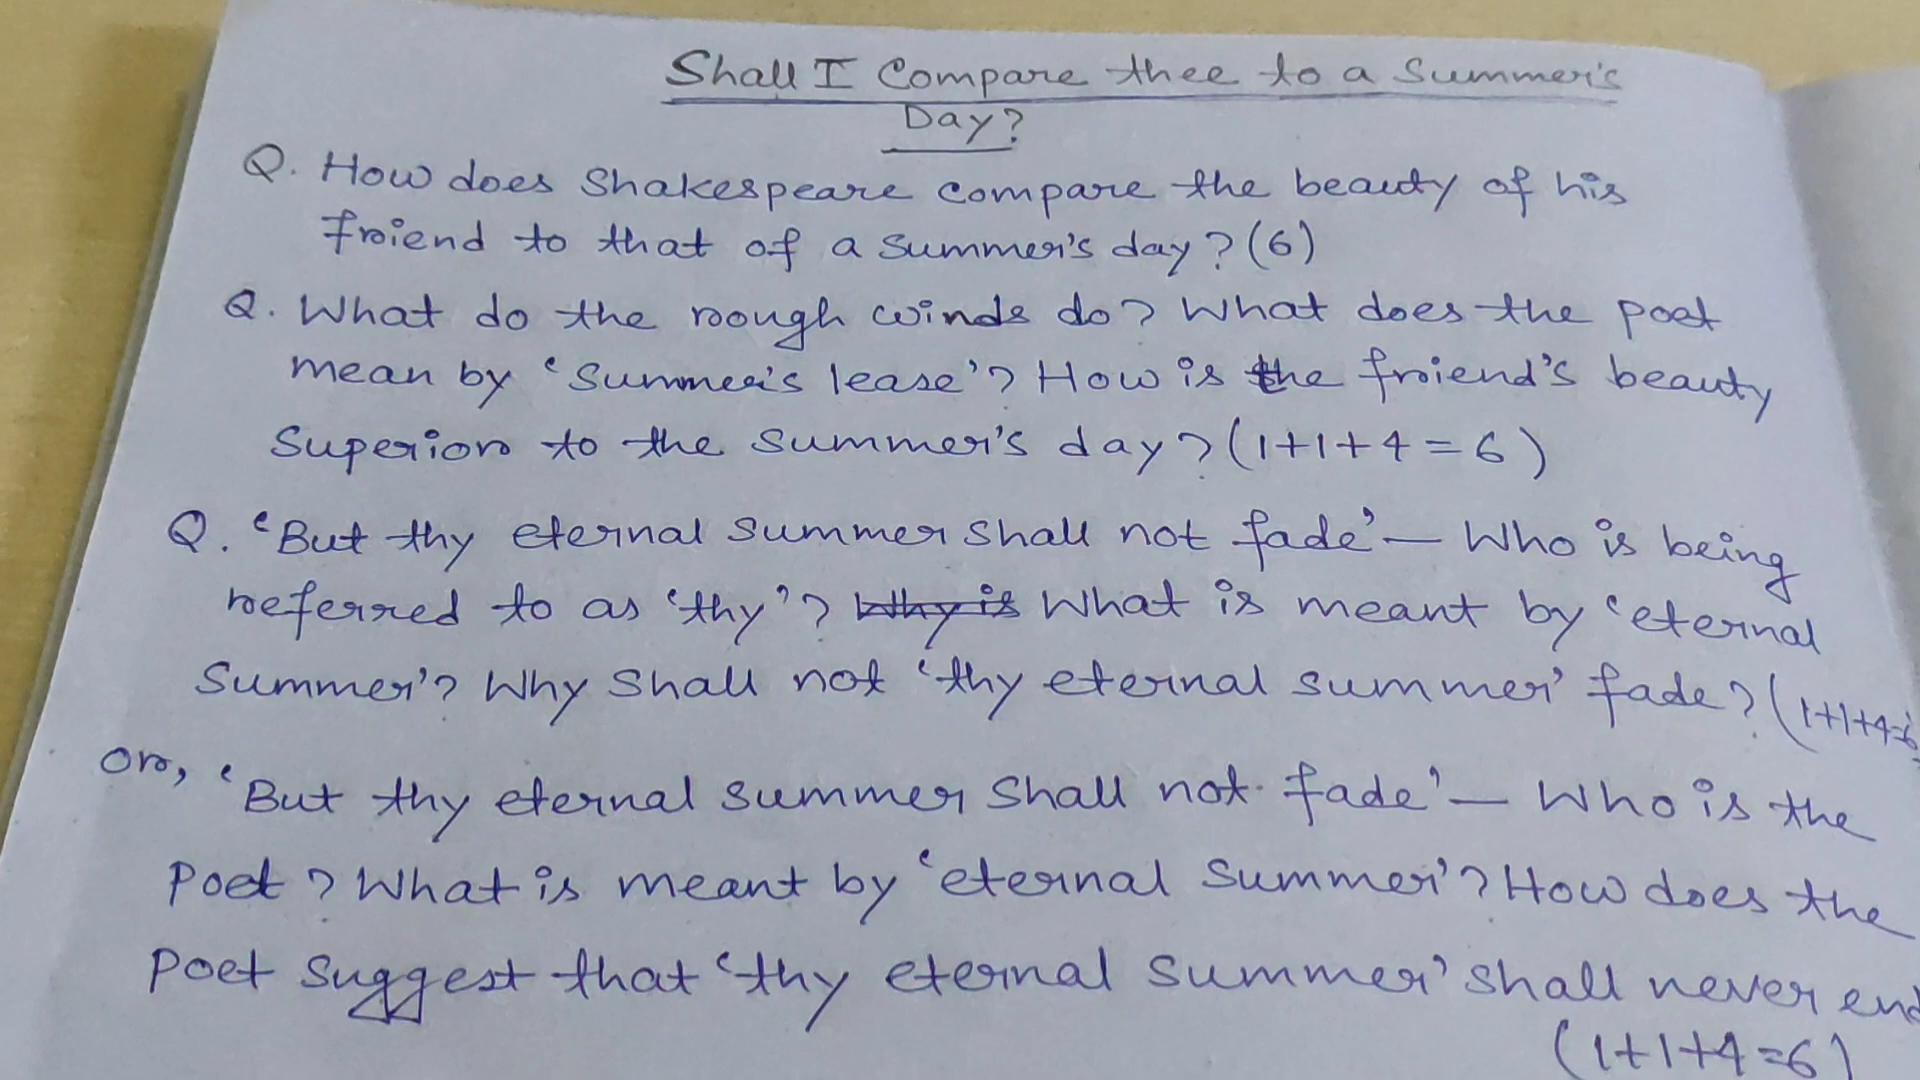 Shall I Compare thee to a Summer's
Day?
Q. How does Shakespeare compare the beauty of his
friend to that of a summer's day? (6)
Q. What do the rough winds do? What does the poet
mean by 'Summer's lease'? How is the friend's beauty
Superior to the summer's day? (1+1+4=6)
Q. 'But thy eternal summer shall not fade' — Who is being
referred to as 'thy'? Why is What is meant by 'eternal
Summer'? Why shall not 'thy eternal summer' fade? (1+1+4=6
or, 'But thy eternal summer shall not fade' — Who is the
Poet? What is meant by 'eternal summer'? How does the
Poet suggest that 'thy eternal summer' shall never end
(1+1+4=6)